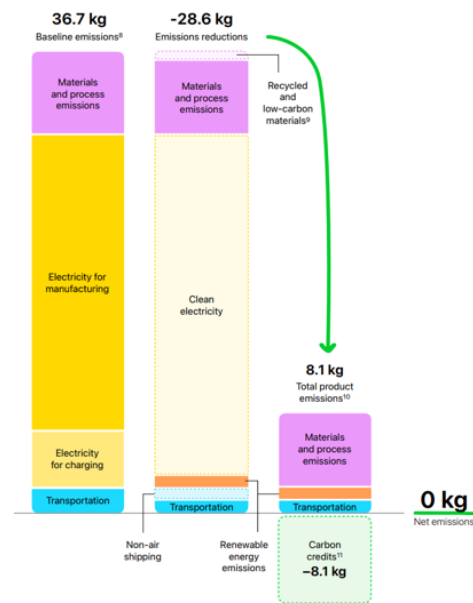 36.7 kg
Baseline emissions⁸
-28.6 kg
Emissions reductions
Materials
and process
emissions
Electricity for
manufacturing
Electricity
for charging
Transportation
Materials
and process
emissions
Clean
electricity
Transportation
Recycled
and
low-carbon
materials⁹
8.1 kg
Total product
emissions¹⁰
Materials
and process
emissions
Transportation
0 kg
Net emissions
Non-air
shipping
Renewable
energy
emissions
Carbon
credits¹¹
–8.1 kg